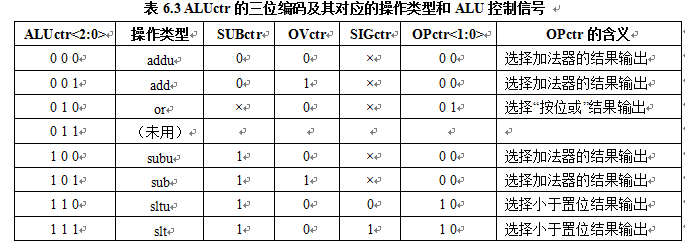 表 6.3 ALUctr 的三位编码及其对应的操作类型和 ALU 控制信号
ALUctr<2:0> 操作类型 SUBctr OVctr SIGctr OPctr<1:0> OPctr 的含义
0 0 0 addu 0 0 × 0 0 选择加法器的结果输出
0 0 1 add 0 1 × 0 0 选择加法器的结果输出
0 1 0 or × 0 × 0 1 选择“按位或”结果输出
0 1 1 （未用）
1 0 0 subu 1 0 × 0 0 选择加法器的结果输出
1 0 1 sub 1 1 × 0 0 选择加法器的结果输出
1 1 0 sltu 1 0 0 1 0 选择小于置位结果输出
1 1 1 slt 1 0 1 1 0 选择小于置位结果输出